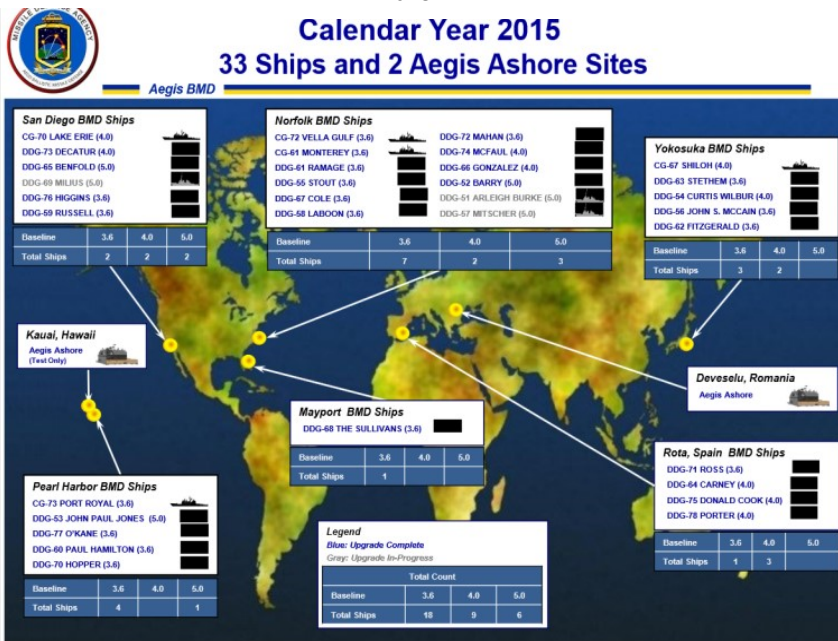 MISSILE DEFENSE AGENCY
Calendar Year 2015
33 Ships and 2 Aegis Ashore Sites
Aegis BMD
San Diego BMD Ships
CG-70 LAKE ERIE (4.0)
DDG-73 DECATUR (4.0)
DDG-65 BENFOLD (5.0)
DDG-69 MILIUS (5.0)
DDG-76 HIGGINS (3.6)
DDG-59 RUSSELL (3.6)
Baseline 3.6 4.0 5.0
Total Ships 2 2 2
Norfolk BMD Ships
CG-72 VELLA GULF (3.6)
CG-61 MONTEREY (3.6)
DDG-61 RAMAGE (3.6)
DDG-55 STOUT (3.6)
DDG-67 COLE (3.6)
DDG-58 LABOON (3.6)
DDG-72 MAHAN (3.6)
DDG-74 MCFAUL (4.0)
DDG-66 GONZALEZ (4.0)
DDG-52 BARRY (5.0)
DDG-51 ARLEIGH BURKE (5.0)
DDG-57 MITSCHER (5.0)
Baseline 3.6 4.0 5.0
Total Ships 7 2 3
Yokosuka BMD Ships
CG-67 SHILOH (4.0)
DDG-63 STETHEM (3.6)
DDG-54 CURTIS WILBUR (4.0)
DDG-56 JOHN S. MCCAIN (3.6)
DDG-62 FITZGERALD (3.6)
Baseline 3.6 4.0 5.0
Total Ships 3 2
Kauai, Hawaii
Aegis Ashore
(Test Only)
Deveselu, Romania
Aegis Ashore
Mayport BMD Ships
DDG-68 THE SULLIVANS (3.6)
Baseline 3.6 4.0 5.0
Total Ships 1
Rota, Spain BMD Ships
DDG-71 ROSS (3.6)
DDG-64 CARNEY (4.0)
DDG-75 DONALD COOK (4.0)
DDG-78 PORTER (4.0)
Baseline 3.6 4.0 5.0
Total Ships 1 3
Pearl Harbor BMD Ships
CG-73 PORT ROYAL (3.6)
DDG-53 JOHN PAUL JONES (5.0)
DDG-77 O'KANE (3.6)
DDG-60 PAUL HAMILTON (3.6)
DDG-70 HOPPER (3.6)
Baseline 3.6 4.0 5.0
Total Ships 4 1
Legend
Blue: Upgrade Complete
Gray: Upgrade In-Progress
Total Count
Baseline 3.6 4.0 5.0
Total Ships 18 9 6